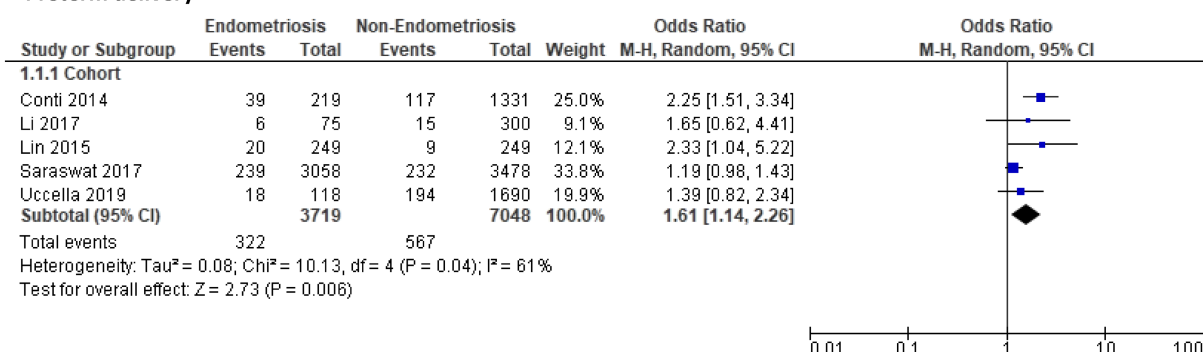 Endometriosis Non-Endometriosis Odds Ratio Odds Ratio
Study or Subgroup Events Total Events Total Weight M-H, Random, 95% CI M-H, Random, 95% CI
1.1.1 Cohort
Conti 2014 39 219 117 1331 25.0% 2.25 [1.51, 3.34]
Li 2017 6 75 15 300 9.1% 1.65 [0.62, 4.41]
Lin 2015 20 249 9 249 12.1% 2.33 [1.04, 5.22]
Saraswat 2017 239 3058 232 3478 33.8% 1.19 [0.98, 1.43]
Uccella 2019 18 118 194 1690 19.9% 1.39 [0.82, 2.34]
Subtotal (95% CI) 3719 7048 100.0% 1.61 [1.14, 2.26]
Total events 322 567
Heterogeneity: Tau² = 0.08; Chi² = 10.13, df = 4 (P = 0.04); I² = 61%
Test for overall effect: Z = 2.73 (P = 0.006)
0.01 0.1 1 10 100